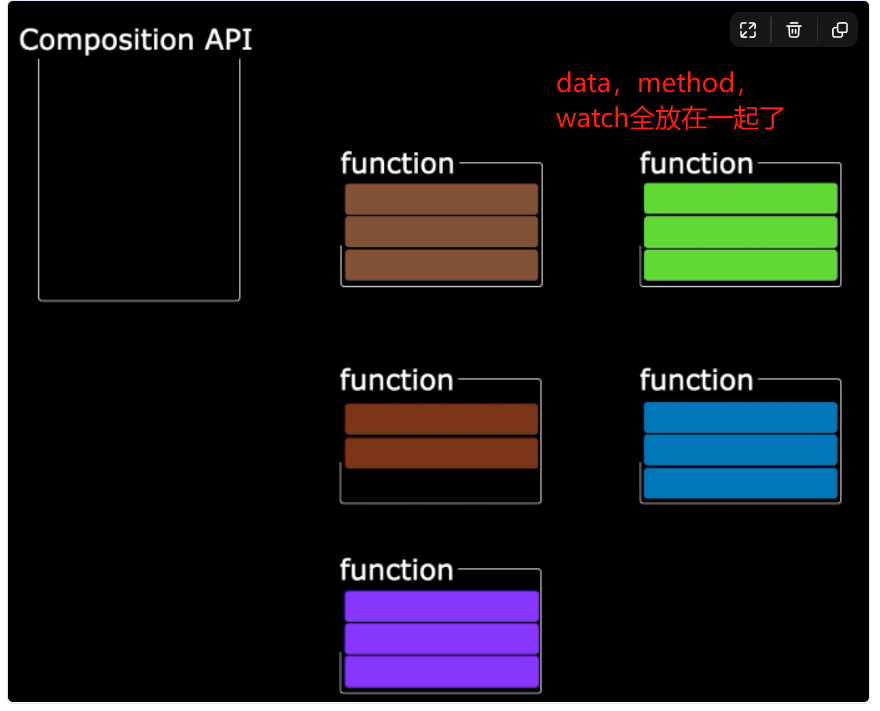 Composition API
data，method，
watch全放在一起了
function
function
function
function
function